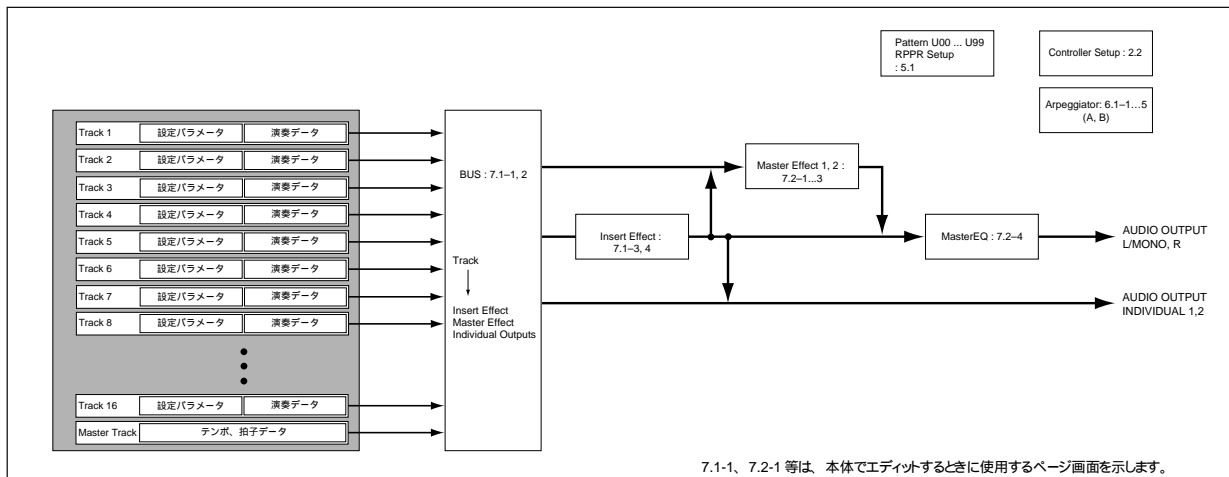 Pattern U00 ... U99
RPPR Setup
: 5.1
Controller Setup : 2.2
Arpeggiator: 6.1–1...5
(A, B)
Track 1 設定パラメータ 演奏データ
Track 2 設定パラメータ 演奏データ
Track 3 設定パラメータ 演奏データ
Track 4 設定パラメータ 演奏データ
Track 5 設定パラメータ 演奏データ
Track 6 設定パラメータ 演奏データ
Track 7 設定パラメータ 演奏データ
Track 8 設定パラメータ 演奏データ
Track 16 設定パラメータ 演奏データ
Master Track テンポ、拍子データ
BUS : 7.1–1, 2
Track
Insert Effect
Master Effect
Individual Outputs
Insert Effect :
7.1–3, 4
Master Effect 1, 2 :
7.2–1...3
MasterEQ : 7.2–4
AUDIO OUTPUT
L/MONO, R
AUDIO OUTPUT
INDIVIDUAL 1,2
7.1-1、7.2-1 等は、本体でエディットするときに使用するページ画面を示します。